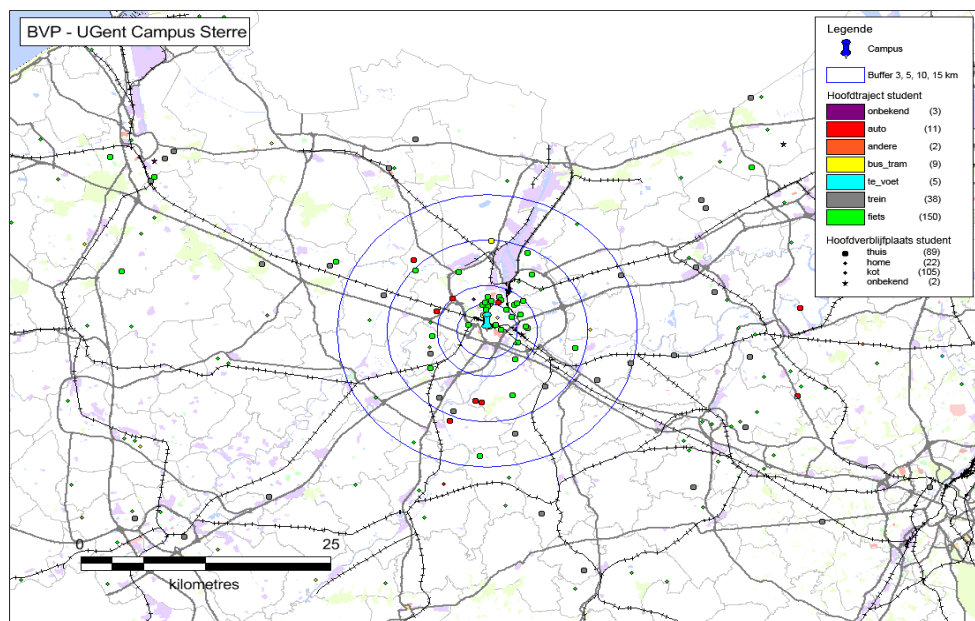 BVP - UGent Campus Sterre
Legende
Campus
Buffer 3, 5, 10, 15 km
Hoofdtraject student
onbekend (3)
auto (11)
andere (2)
bus_tram (9)
te_voet (5)
trein (38)
fiets (150)
Hoofdverblijfplaats student
thuis (89)
home (22)
kot (105)
onbekend (2)
0 25
kilometres